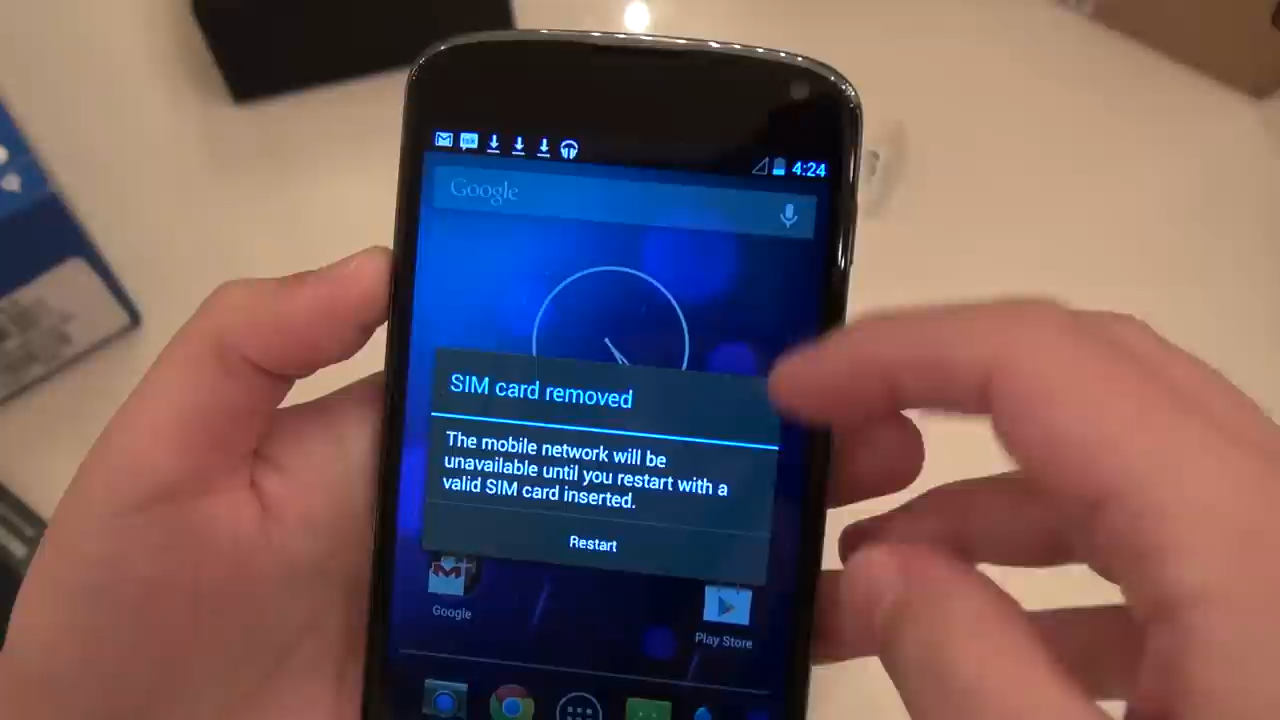 talk
4:24
Google
SIM card removed
The mobile network will be
unavailable until you restart with a
valid SIM card inserted.
Restart
Google
Play Store